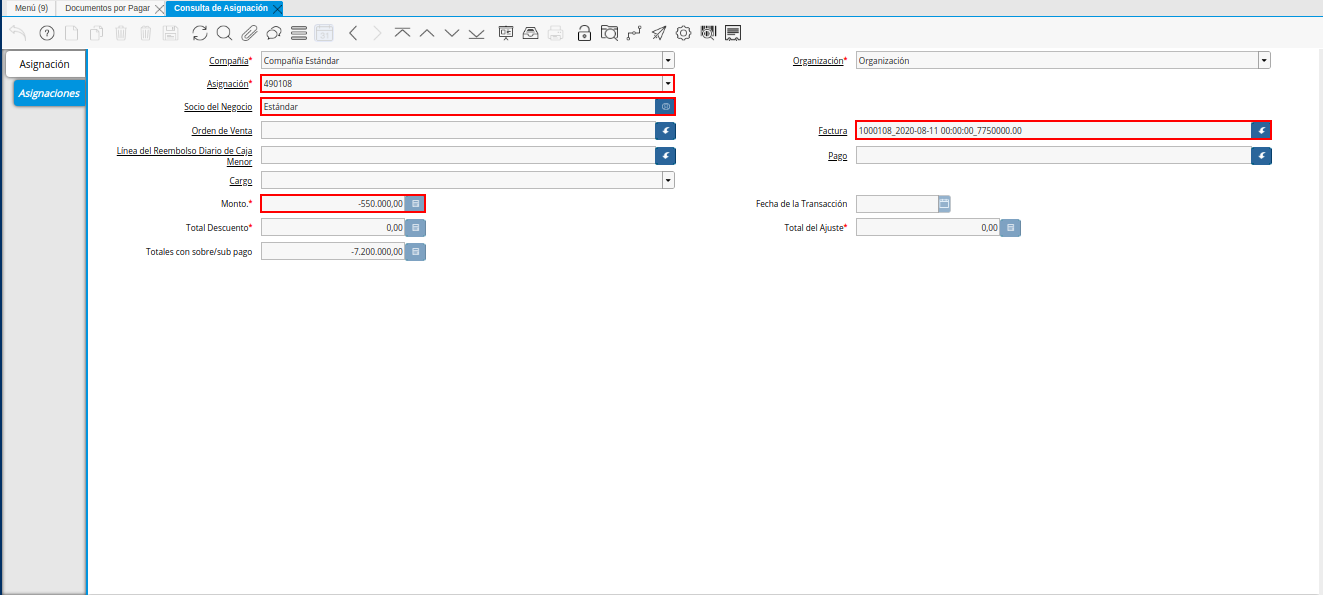 Menú (9) Documentos por Pagar Consulta de Asignación
31
Asignación
Asignaciones
Compañía* Compañía Estándar Organización* Organización
Asignación* 490108
Socio del Negocio Estándar
Orden de Venta Factura 1000108_2020-08-11 00:00:00_7750000.00
Línea del Reembolso Diario de Caja
Menor Pago
Cargo
Monto.* -550.000,00 Fecha de la Transacción
Total Descuento* 0,00 Total del Ajuste* 0,00
Totales con sobre/sub pago -7.200.000,00